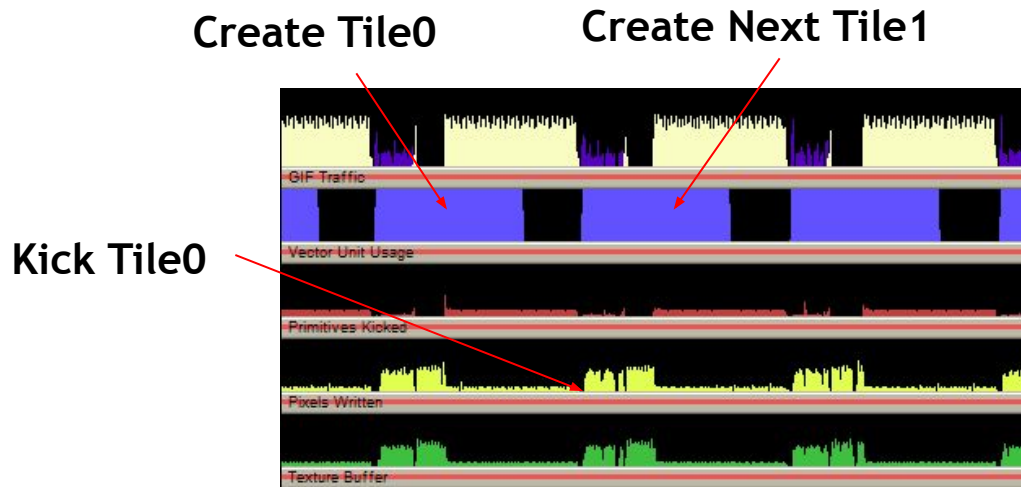 Create Tile0
Create Next Tile1
GIF Traffic
Kick Tile0
Vector Unit Usage
Primitives Kicked
Pixels Written
Texture Buffer